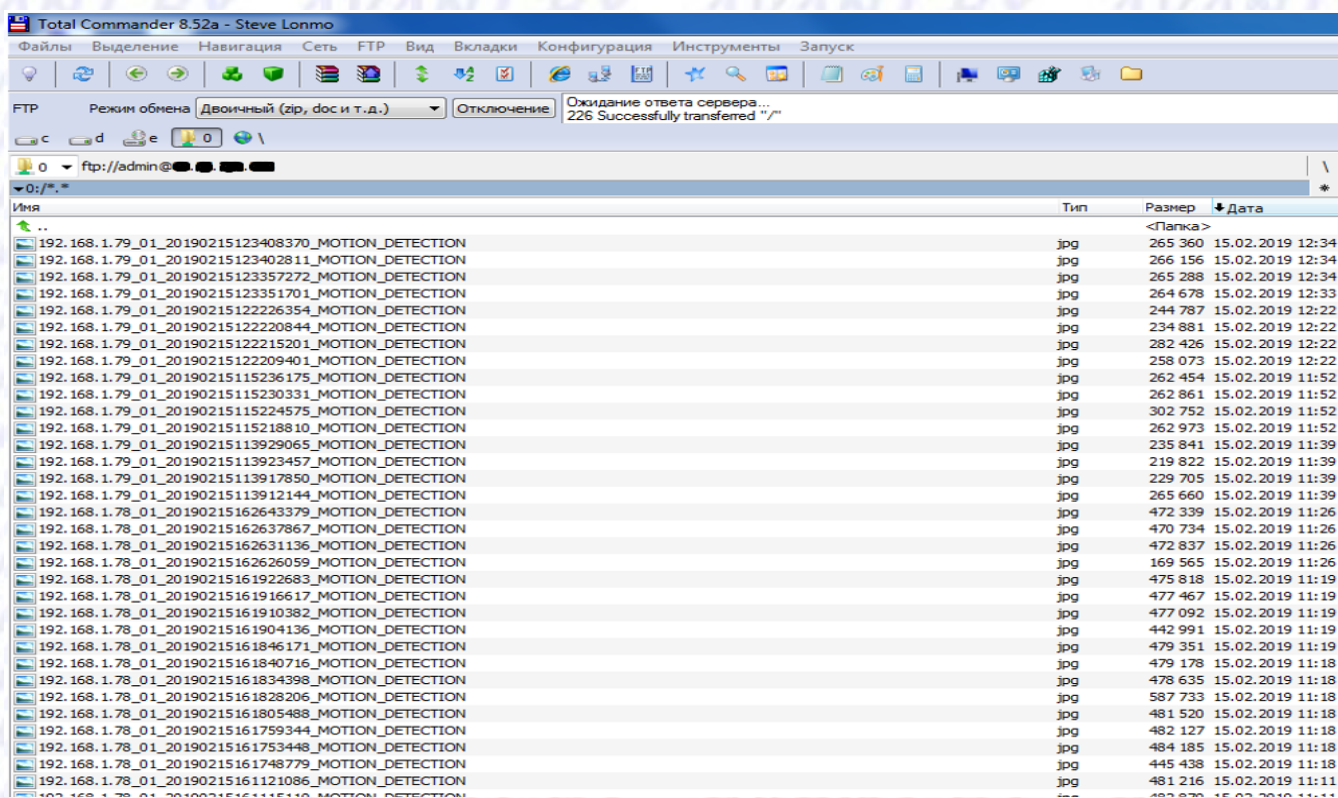 Total Commander 8.52a - Steve Lonmo
Файлы Выделение Навигация Сеть FTP Вид Вкладки Конфигурация Инструменты Запуск
FTP Режим обмена Двоичный (zip, doc и т.д.) Отключение Ожидание ответа сервера...
226 Successfully transferred "/"
c d e 0 \
0 ftp://admin@ \
0:/*.* *
Имя Тип Размер Дата
.. <Папка>
192.168.1.79_01_20190215123408370_MOTION_DETECTION jpg 265 360 15.02.2019 12:34
192.168.1.79_01_20190215123402811_MOTION_DETECTION jpg 266 156 15.02.2019 12:34
192.168.1.79_01_20190215123357272_MOTION_DETECTION jpg 265 288 15.02.2019 12:34
192.168.1.79_01_20190215123351701_MOTION_DETECTION jpg 264 678 15.02.2019 12:33
192.168.1.79_01_20190215122226354_MOTION_DETECTION jpg 244 787 15.02.2019 12:22
192.168.1.79_01_20190215122220844_MOTION_DETECTION jpg 234 881 15.02.2019 12:22
192.168.1.79_01_20190215122215201_MOTION_DETECTION jpg 282 426 15.02.2019 12:22
192.168.1.79_01_20190215122209401_MOTION_DETECTION jpg 258 073 15.02.2019 12:22
192.168.1.79_01_20190215115236175_MOTION_DETECTION jpg 262 454 15.02.2019 11:52
192.168.1.79_01_20190215115230331_MOTION_DETECTION jpg 262 861 15.02.2019 11:52
192.168.1.79_01_20190215115224575_MOTION_DETECTION jpg 302 752 15.02.2019 11:52
192.168.1.79_01_20190215115218810_MOTION_DETECTION jpg 262 973 15.02.2019 11:52
192.168.1.79_01_20190215113929065_MOTION_DETECTION jpg 235 841 15.02.2019 11:39
192.168.1.79_01_20190215113923457_MOTION_DETECTION jpg 219 822 15.02.2019 11:39
192.168.1.79_01_20190215113917850_MOTION_DETECTION jpg 229 705 15.02.2019 11:39
192.168.1.79_01_20190215113912144_MOTION_DETECTION jpg 265 660 15.02.2019 11:39
192.168.1.78_01_20190215162643379_MOTION_DETECTION jpg 472 339 15.02.2019 11:26
192.168.1.78_01_20190215162637867_MOTION_DETECTION jpg 470 734 15.02.2019 11:26
192.168.1.78_01_20190215162631136_MOTION_DETECTION jpg 472 837 15.02.2019 11:26
192.168.1.78_01_20190215162626059_MOTION_DETECTION jpg 169 565 15.02.2019 11:26
192.168.1.78_01_20190215161922683_MOTION_DETECTION jpg 475 818 15.02.2019 11:19
192.168.1.78_01_20190215161916617_MOTION_DETECTION jpg 477 467 15.02.2019 11:19
192.168.1.78_01_20190215161910382_MOTION_DETECTION jpg 477 092 15.02.2019 11:19
192.168.1.78_01_20190215161904136_MOTION_DETECTION jpg 442 991 15.02.2019 11:19
192.168.1.78_01_20190215161846171_MOTION_DETECTION jpg 479 351 15.02.2019 11:19
192.168.1.78_01_20190215161840716_MOTION_DETECTION jpg 479 178 15.02.2019 11:18
192.168.1.78_01_20190215161834398_MOTION_DETECTION jpg 478 635 15.02.2019 11:18
192.168.1.78_01_20190215161828206_MOTION_DETECTION jpg 587 733 15.02.2019 11:18
192.168.1.78_01_20190215161805488_MOTION_DETECTION jpg 481 520 15.02.2019 11:18
192.168.1.78_01_20190215161759344_MOTION_DETECTION jpg 482 127 15.02.2019 11:18
192.168.1.78_01_20190215161753448_MOTION_DETECTION jpg 484 185 15.02.2019 11:18
192.168.1.78_01_20190215161748779_MOTION_DETECTION jpg 445 438 15.02.2019 11:18
192.168.1.78_01_20190215161121086_MOTION_DETECTION jpg 481 216 15.02.2019 11:11